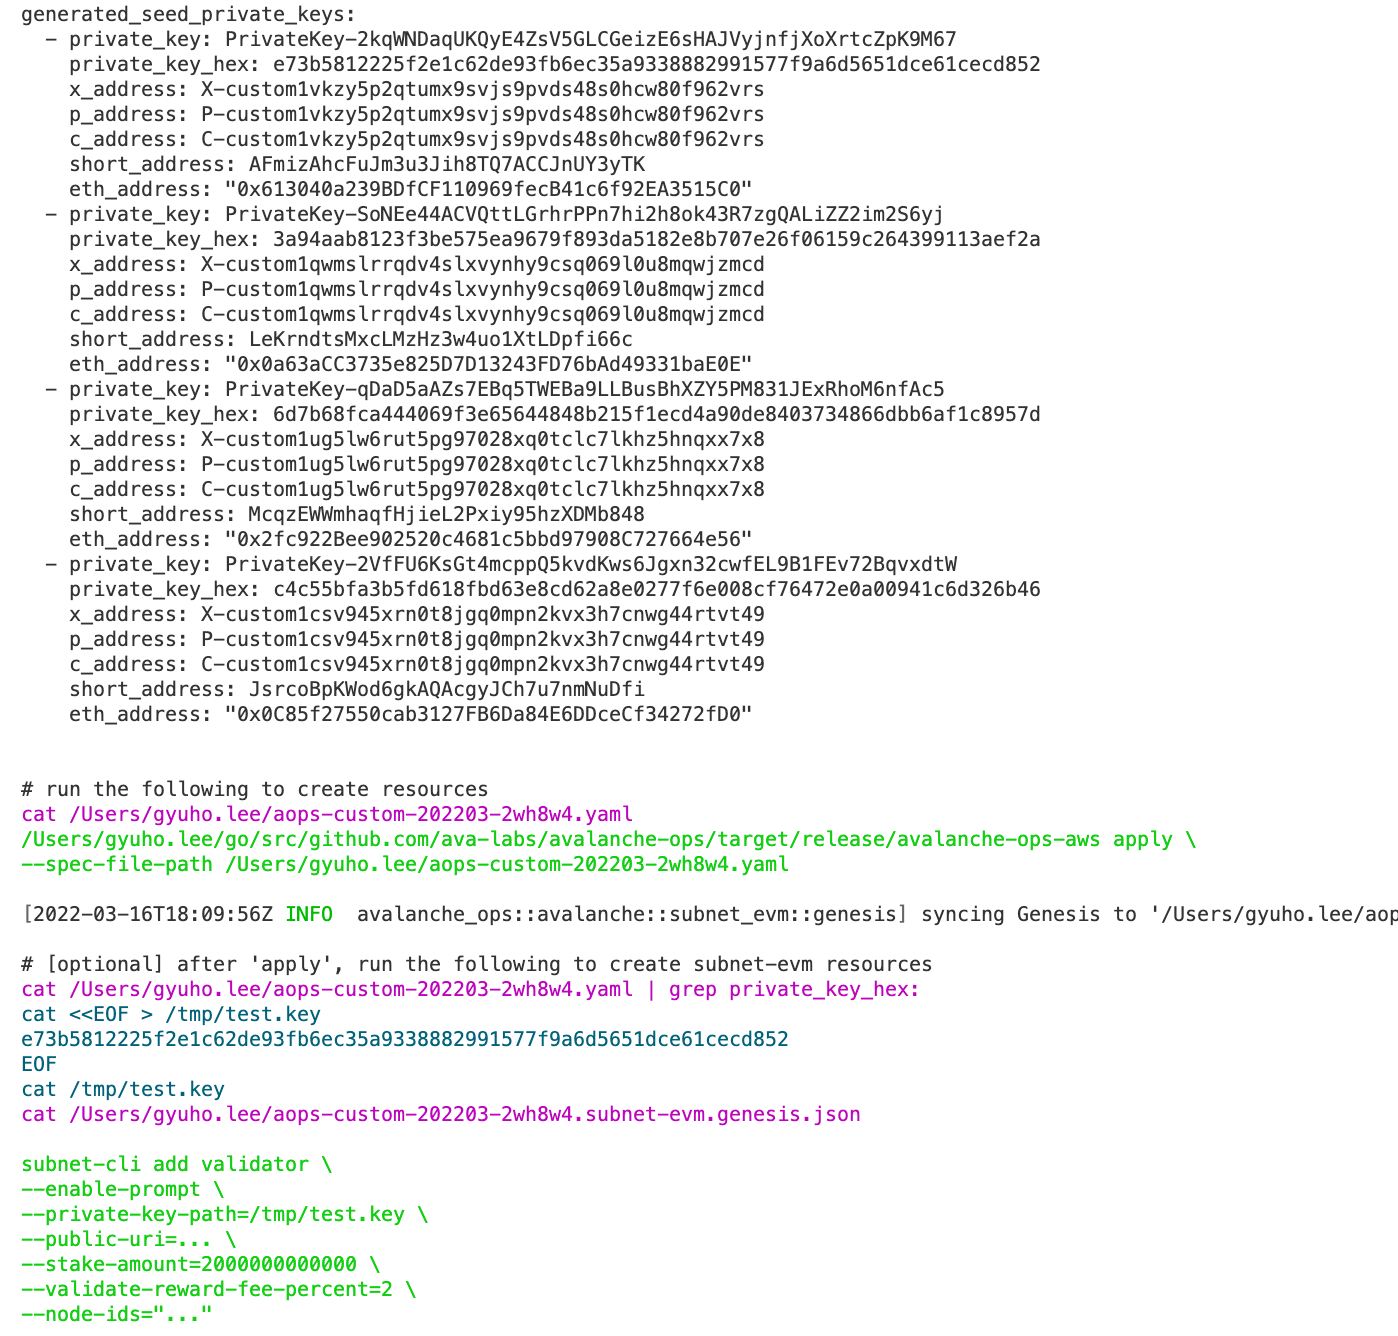 generated_seed_private_keys:
  - private_key: PrivateKey-2kqWNDaqUKQyE4ZsV5GLCGeizE6sHAJVyjnfjXoXrtcZpK9M67
    private_key_hex: e73b5812225f2e1c62de93fb6ec35a9338882991577f9a6d5651dce61cecd852
    x_address: X-custom1vkzy5p2qtumx9svjs9pvds48s0hcw80f962vrs
    p_address: P-custom1vkzy5p2qtumx9svjs9pvds48s0hcw80f962vrs
    c_address: C-custom1vkzy5p2qtumx9svjs9pvds48s0hcw80f962vrs
    short_address: AFmizAhcFuJm3u3Jih8TQ7ACCJnUY3yTK
    eth_address: "0x613040a239BDfCF110969fecB41c6f92EA3515C0"
  - private_key: PrivateKey-SoNEe44ACVQttLGrhrPPn7hi2h8ok43R7zgQALiZZ2im2S6yj
    private_key_hex: 3a94aab8123f3be575ea9679f893da5182e8b707e26f06159c264399113aef2a
    x_address: X-custom1qwmslrrqdv4slxvynhy9csq069l0u8mqwjzmcd
    p_address: P-custom1qwmslrrqdv4slxvynhy9csq069l0u8mqwjzmcd
    c_address: C-custom1qwmslrrqdv4slxvynhy9csq069l0u8mqwjzmcd
    short_address: LeKrndtsMxcLMzHz3w4uo1XtLDpfi66c
    eth_address: "0x0a63aCC3735e825D7D13243FD76bAd49331baE0E"
  - private_key: PrivateKey-qDaD5aAZs7EBq5TWEBa9LLBusBhXZY5PM831JExRhoM6nfAc5
    private_key_hex: 6d7b68fca444069f3e65644848b215f1ecd4a90de8403734866dbb6af1c8957d
    x_address: X-custom1ug5lw6rut5pg97028xq0tclc7lkhz5hnqxx7x8
    p_address: P-custom1ug5lw6rut5pg97028xq0tclc7lkhz5hnqxx7x8
    c_address: C-custom1ug5lw6rut5pg97028xq0tclc7lkhz5hnqxx7x8
    short_address: McqzEWWmhaqfHjieL2Pxiy95hzXDMb848
    eth_address: "0x2fc922Bee902520c4681c5bbd97908C727664e56"
  - private_key: PrivateKey-2VfFU6KsGt4mcppQ5kvdKws6Jgxn32cwfEL9B1FEv72BqvxdtW
    private_key_hex: c4c55bfa3b5fd618fbd63e8cd62a8e0277f6e008cf76472e0a00941c6d326b46
    x_address: X-custom1csv945xrn0t8jgq0mpn2kvx3h7cnwg44rtvt49
    p_address: P-custom1csv945xrn0t8jgq0mpn2kvx3h7cnwg44rtvt49
    c_address: C-custom1csv945xrn0t8jgq0mpn2kvx3h7cnwg44rtvt49
    short_address: JsrcoBpKWod6gkAQAcgyJCh7u7nmNuDfi
    eth_address: "0x0C85f27550cab3127FB6Da84E6DDceCf34272fD0"
# run the following to create resources
cat /Users/gyuho.lee/aops-custom-202203-2wh8w4.yaml
/Users/gyuho.lee/go/src/github.com/ava-labs/avalanche-ops/target/release/avalanche-ops-aws apply \
--spec-file-path /Users/gyuho.lee/aops-custom-202203-2wh8w4.yaml
[2022-03-16T18:09:56Z INFO  avalanche_ops::avalanche::subnet_evm::genesis] syncing Genesis to '/Users/gyuho.lee/aop
# [optional] after 'apply', run the following to create subnet-evm resources
cat /Users/gyuho.lee/aops-custom-202203-2wh8w4.yaml | grep private_key_hex:
cat <<EOF > /tmp/test.key
e73b5812225f2e1c62de93fb6ec35a9338882991577f9a6d5651dce61cecd852
EOF
cat /tmp/test.key
cat /Users/gyuho.lee/aops-custom-202203-2wh8w4.subnet-evm.genesis.json
subnet-cli add validator \
--enable-prompt \
--private-key-path=/tmp/test.key \
--public-uri=... \
--stake-amount=2000000000000 \
--validate-reward-fee-percent=2 \
--node-ids="..."